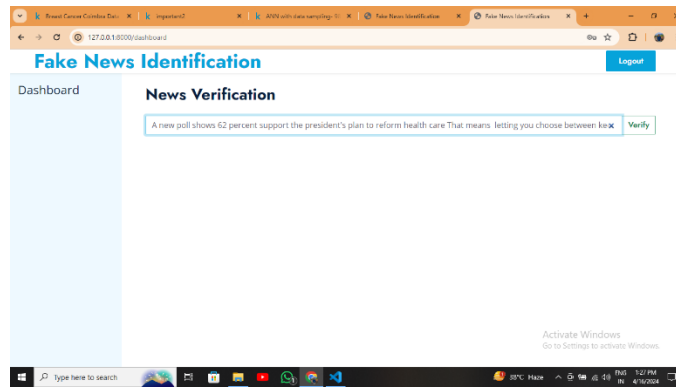 Breast Cancer Coimbra Data
important2
ANN with data sampling-
Fake News Identification
Fake News Identification
127.0.0.1:8000/dashboard
Fake News Identification
Logout
Dashboard
News Verification
A new poll shows 62 percent support the president's plan to reform health care That means letting you choose between kee
Verify
Activate Windows
Go to Settings to activate Windows.
Type here to search
38°C Haze
ENG
1:27 PM
IN
4/16/2024